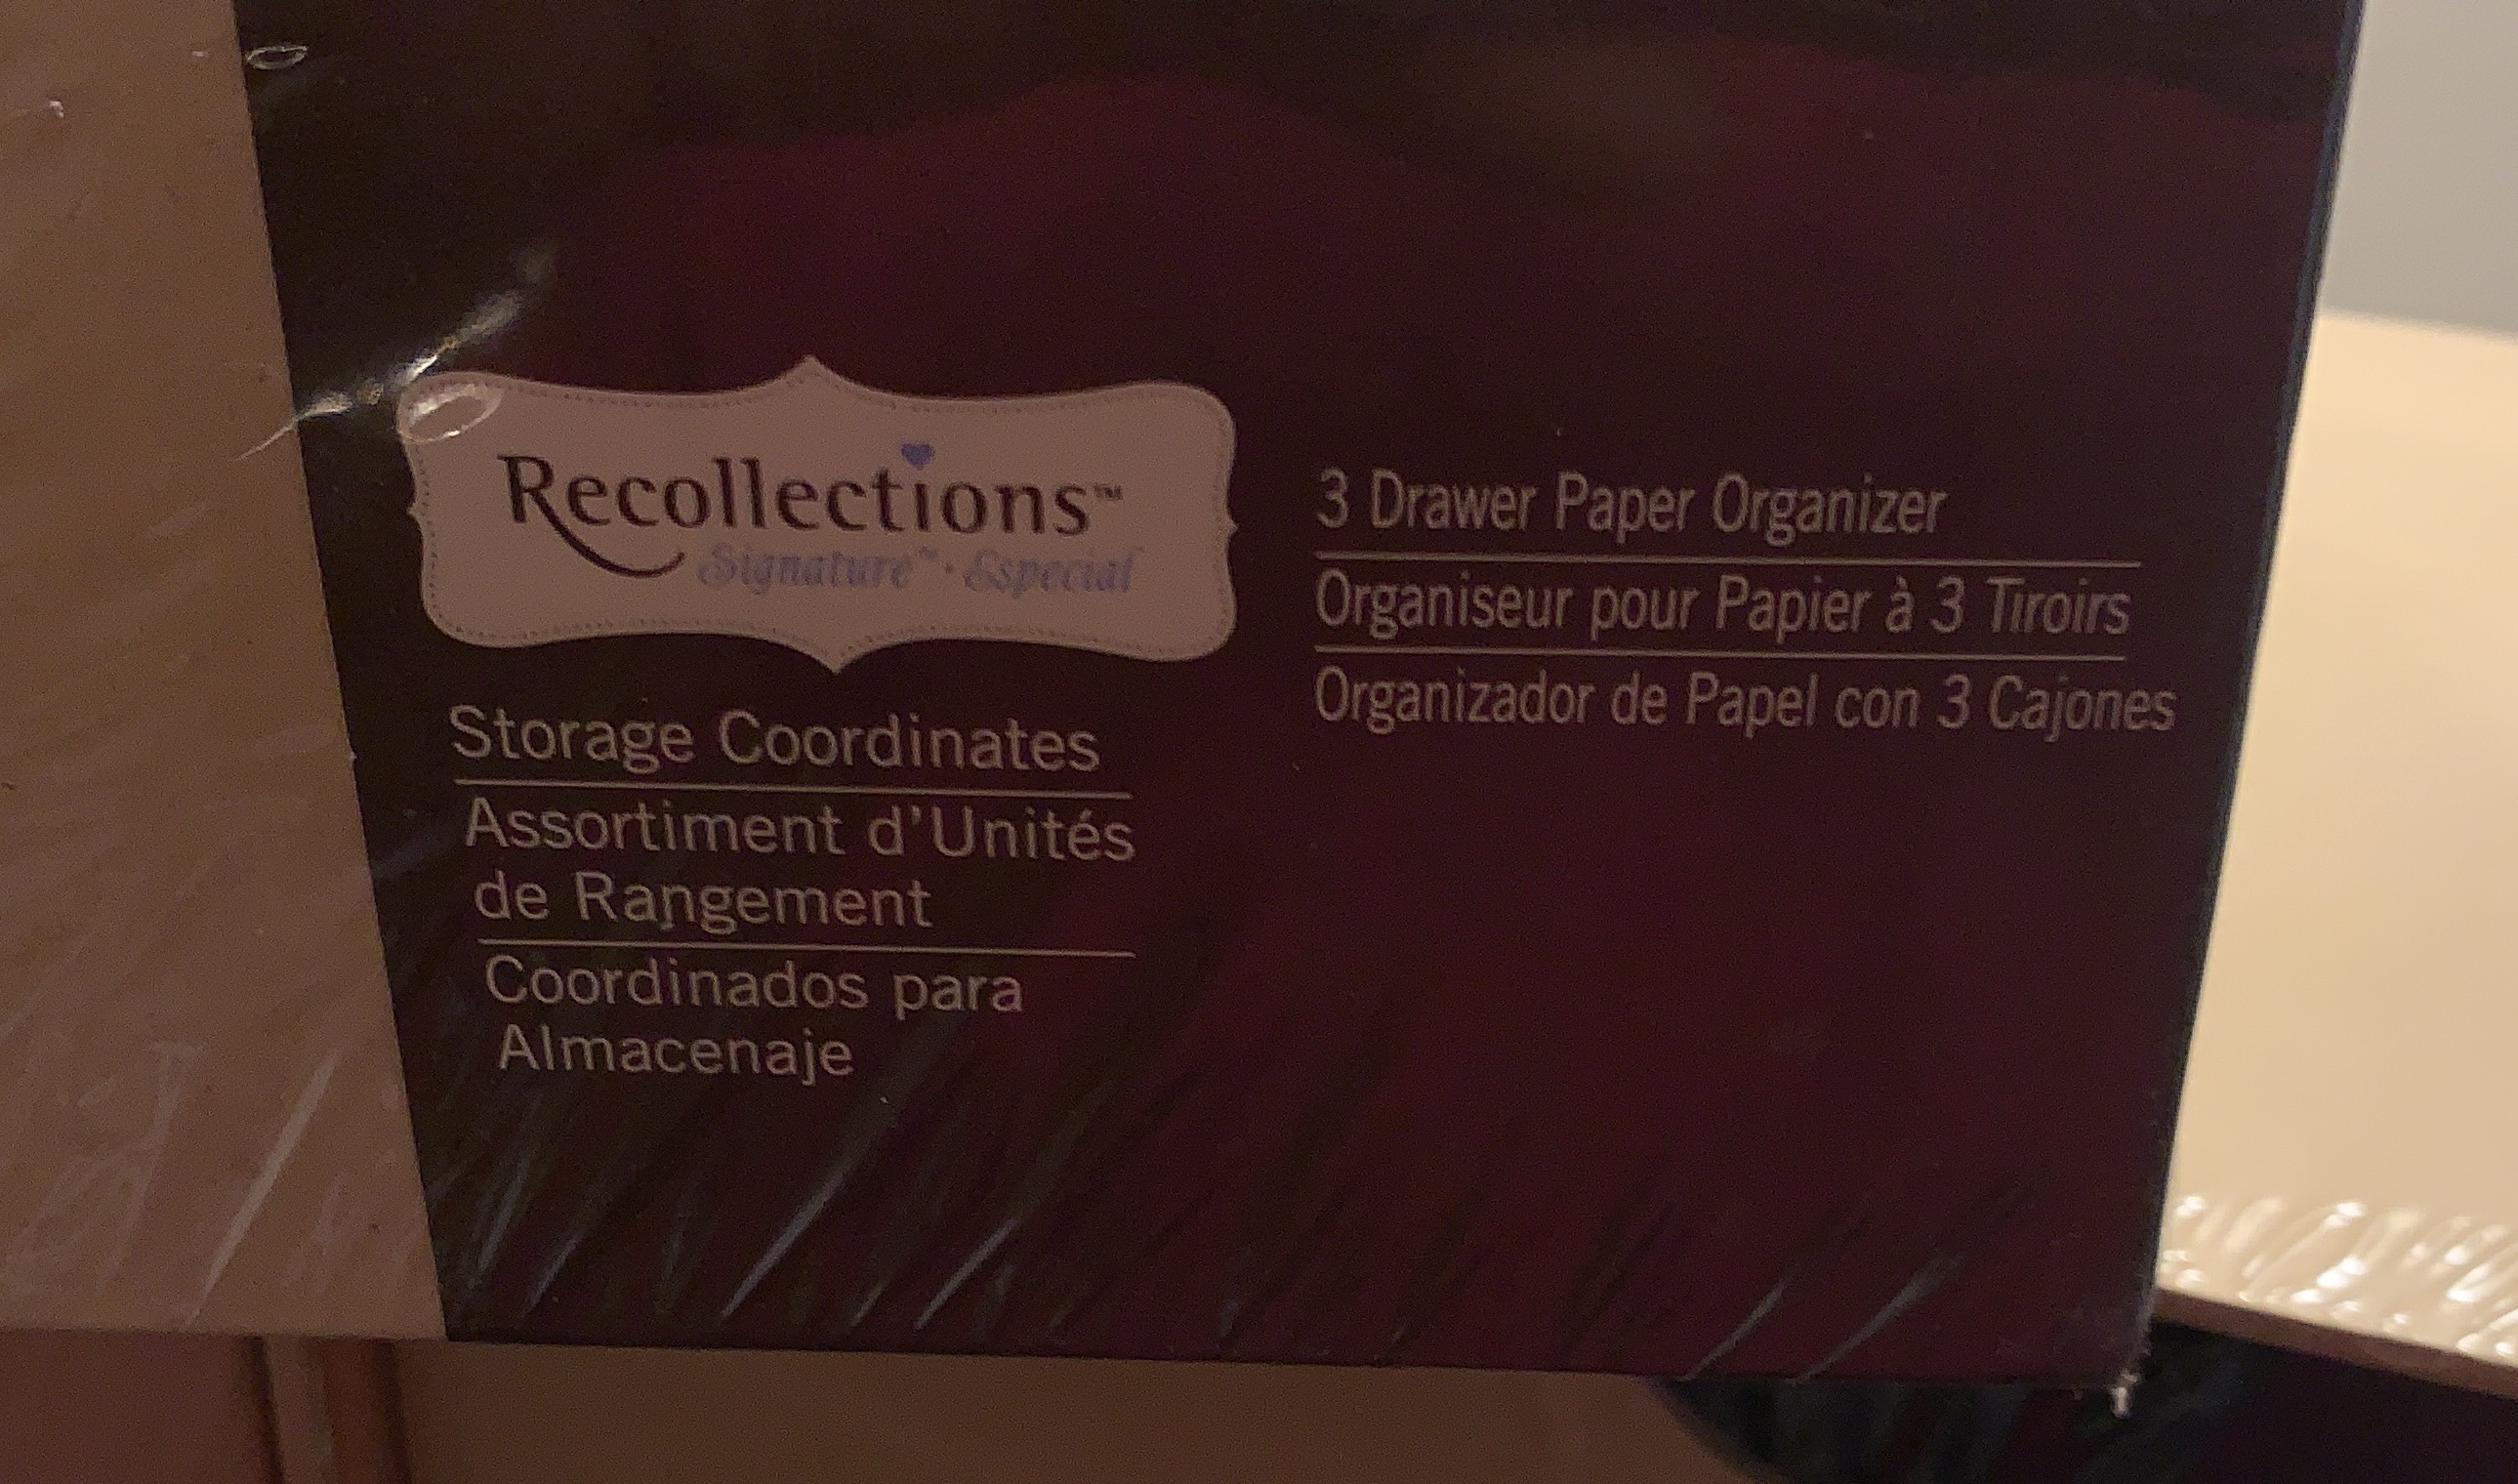 Recollections™
Signature™ · Especial
Storage Coordinates
Assortiment d'Unités
de Rangement
Coordinados para
Almacenaje
3 Drawer Paper Organizer
Organiseur pour Papier à 3 Tiroirs
Organizador de Papel con 3 Cajones